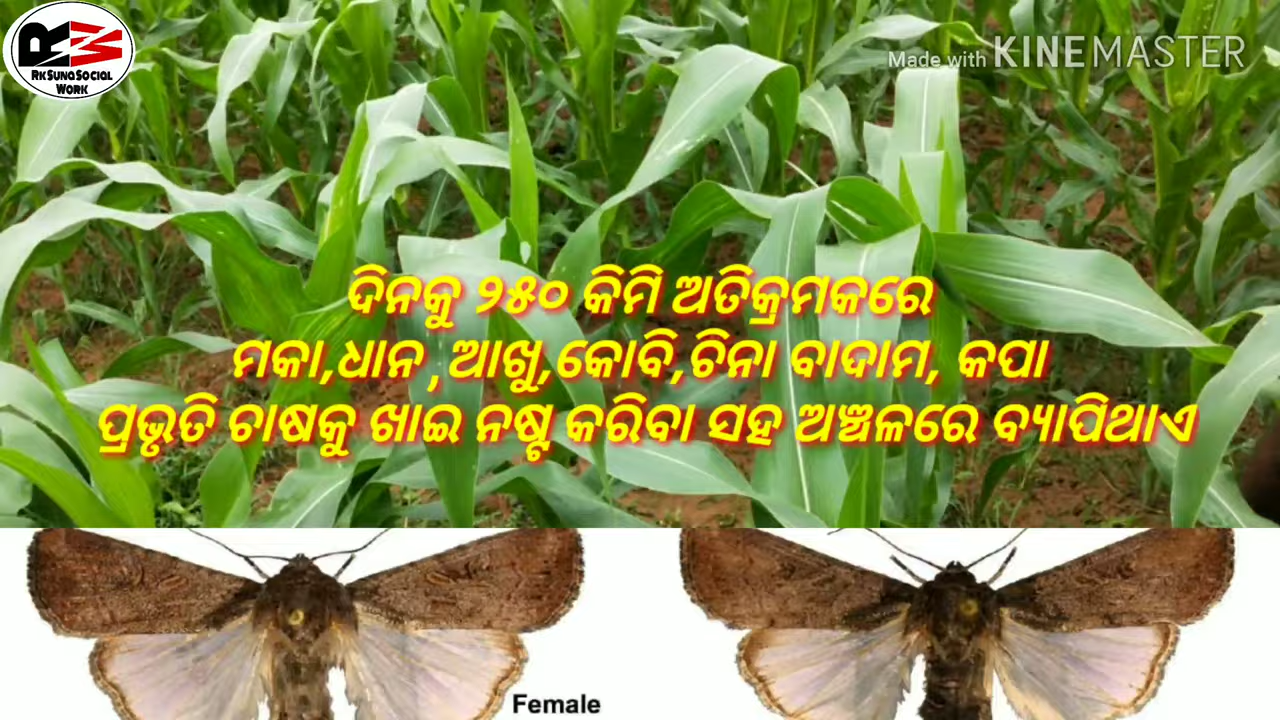 RKSUNASOCIAL
WORK
Made with KINEMASTER
ଦିନକୁ ୨୫୦ କିମି ଅତିକ୍ରମକରେ
ମକା,ଧାନ ,ଆଖୁ,କୋବି,ଚିନା ବାଦାମ, କପା
ପ୍ରଭୃତି ଚାଷକୁ ଖାଇ ନଷ୍ଟ କରିବା ସହ ଅଞ୍ଚଳରେ ବ୍ୟାପିଥାଏ
Female